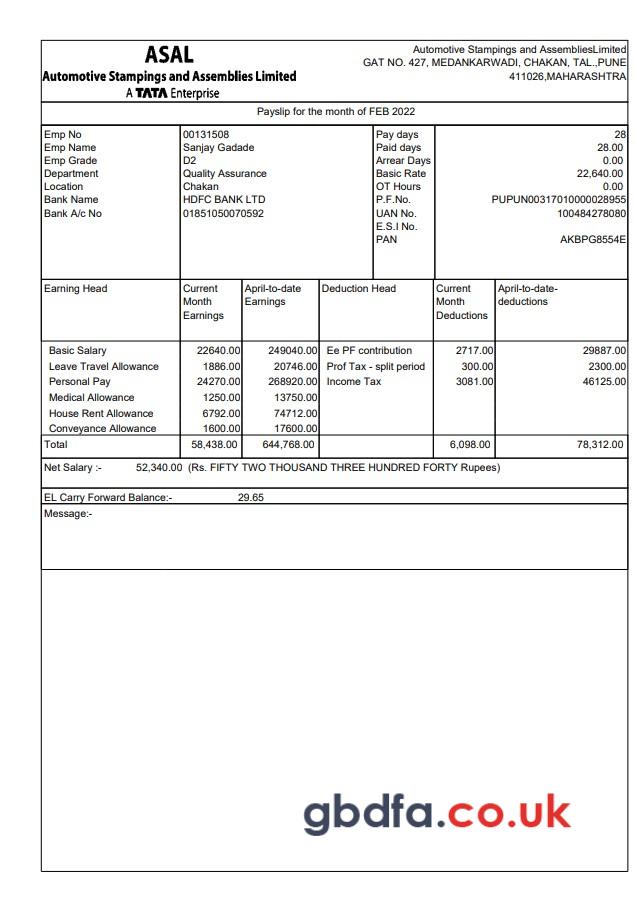 ASAL
Automotive Stampings and Assemblies Limited
A TATA Enterprise
Automotive Stampings and AssembliesLimited
GAT NO. 427, MEDANKARWADI, CHAKAN, TAL.,PUNE
411026,MAHARASHTRA
Payslip for the month of FEB 2022
Emp No 00131508 Pay days 28
Emp Name Sanjay Gadade Paid days 28.00
Emp Grade D2 Arrear Days 0.00
Department Quality Assurance Basic Rate 22,640.00
Location Chakan OT Hours 0.00
Bank Name HDFC BANK LTD P.F.No. PUPUN00317010000028955
Bank A/c No 01851050070592 UAN No. 100484278080
E.S.I No.
PAN AKBPG8554E
Earning Head Current Month Earnings April-to-date Earnings Deduction Head Current Month Deductions April-to-date-deductions
Basic Salary 22640.00 249040.00 Ee PF contribution 2717.00 29887.00
Leave Travel Allowance 1886.00 20746.00 Prof Tax - split period 300.00 2300.00
Personal Pay 24270.00 268920.00 Income Tax 3081.00 46125.00
Medical Allowance 1250.00 13750.00
House Rent Allowance 6792.00 74712.00
Conveyance Allowance 1600.00 17600.00
Total 58,438.00 644,768.00 6,098.00 78,312.00
Net Salary :- 52,340.00 (Rs. FIFTY TWO THOUSAND THREE HUNDRED FORTY Rupees)
EL Carry Forward Balance:- 29.65
Message:-
gbdfa.co.uk